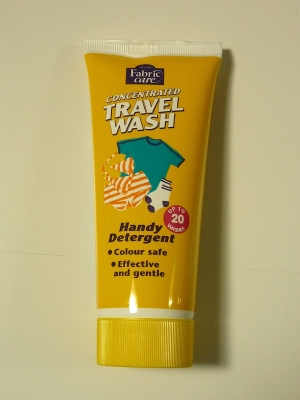 Fabric
care
CONCENTRATED
TRAVEL
WASH
UP TO
20
WASHES
Handy
Detergent
• Colour safe
• Effective
and gentle